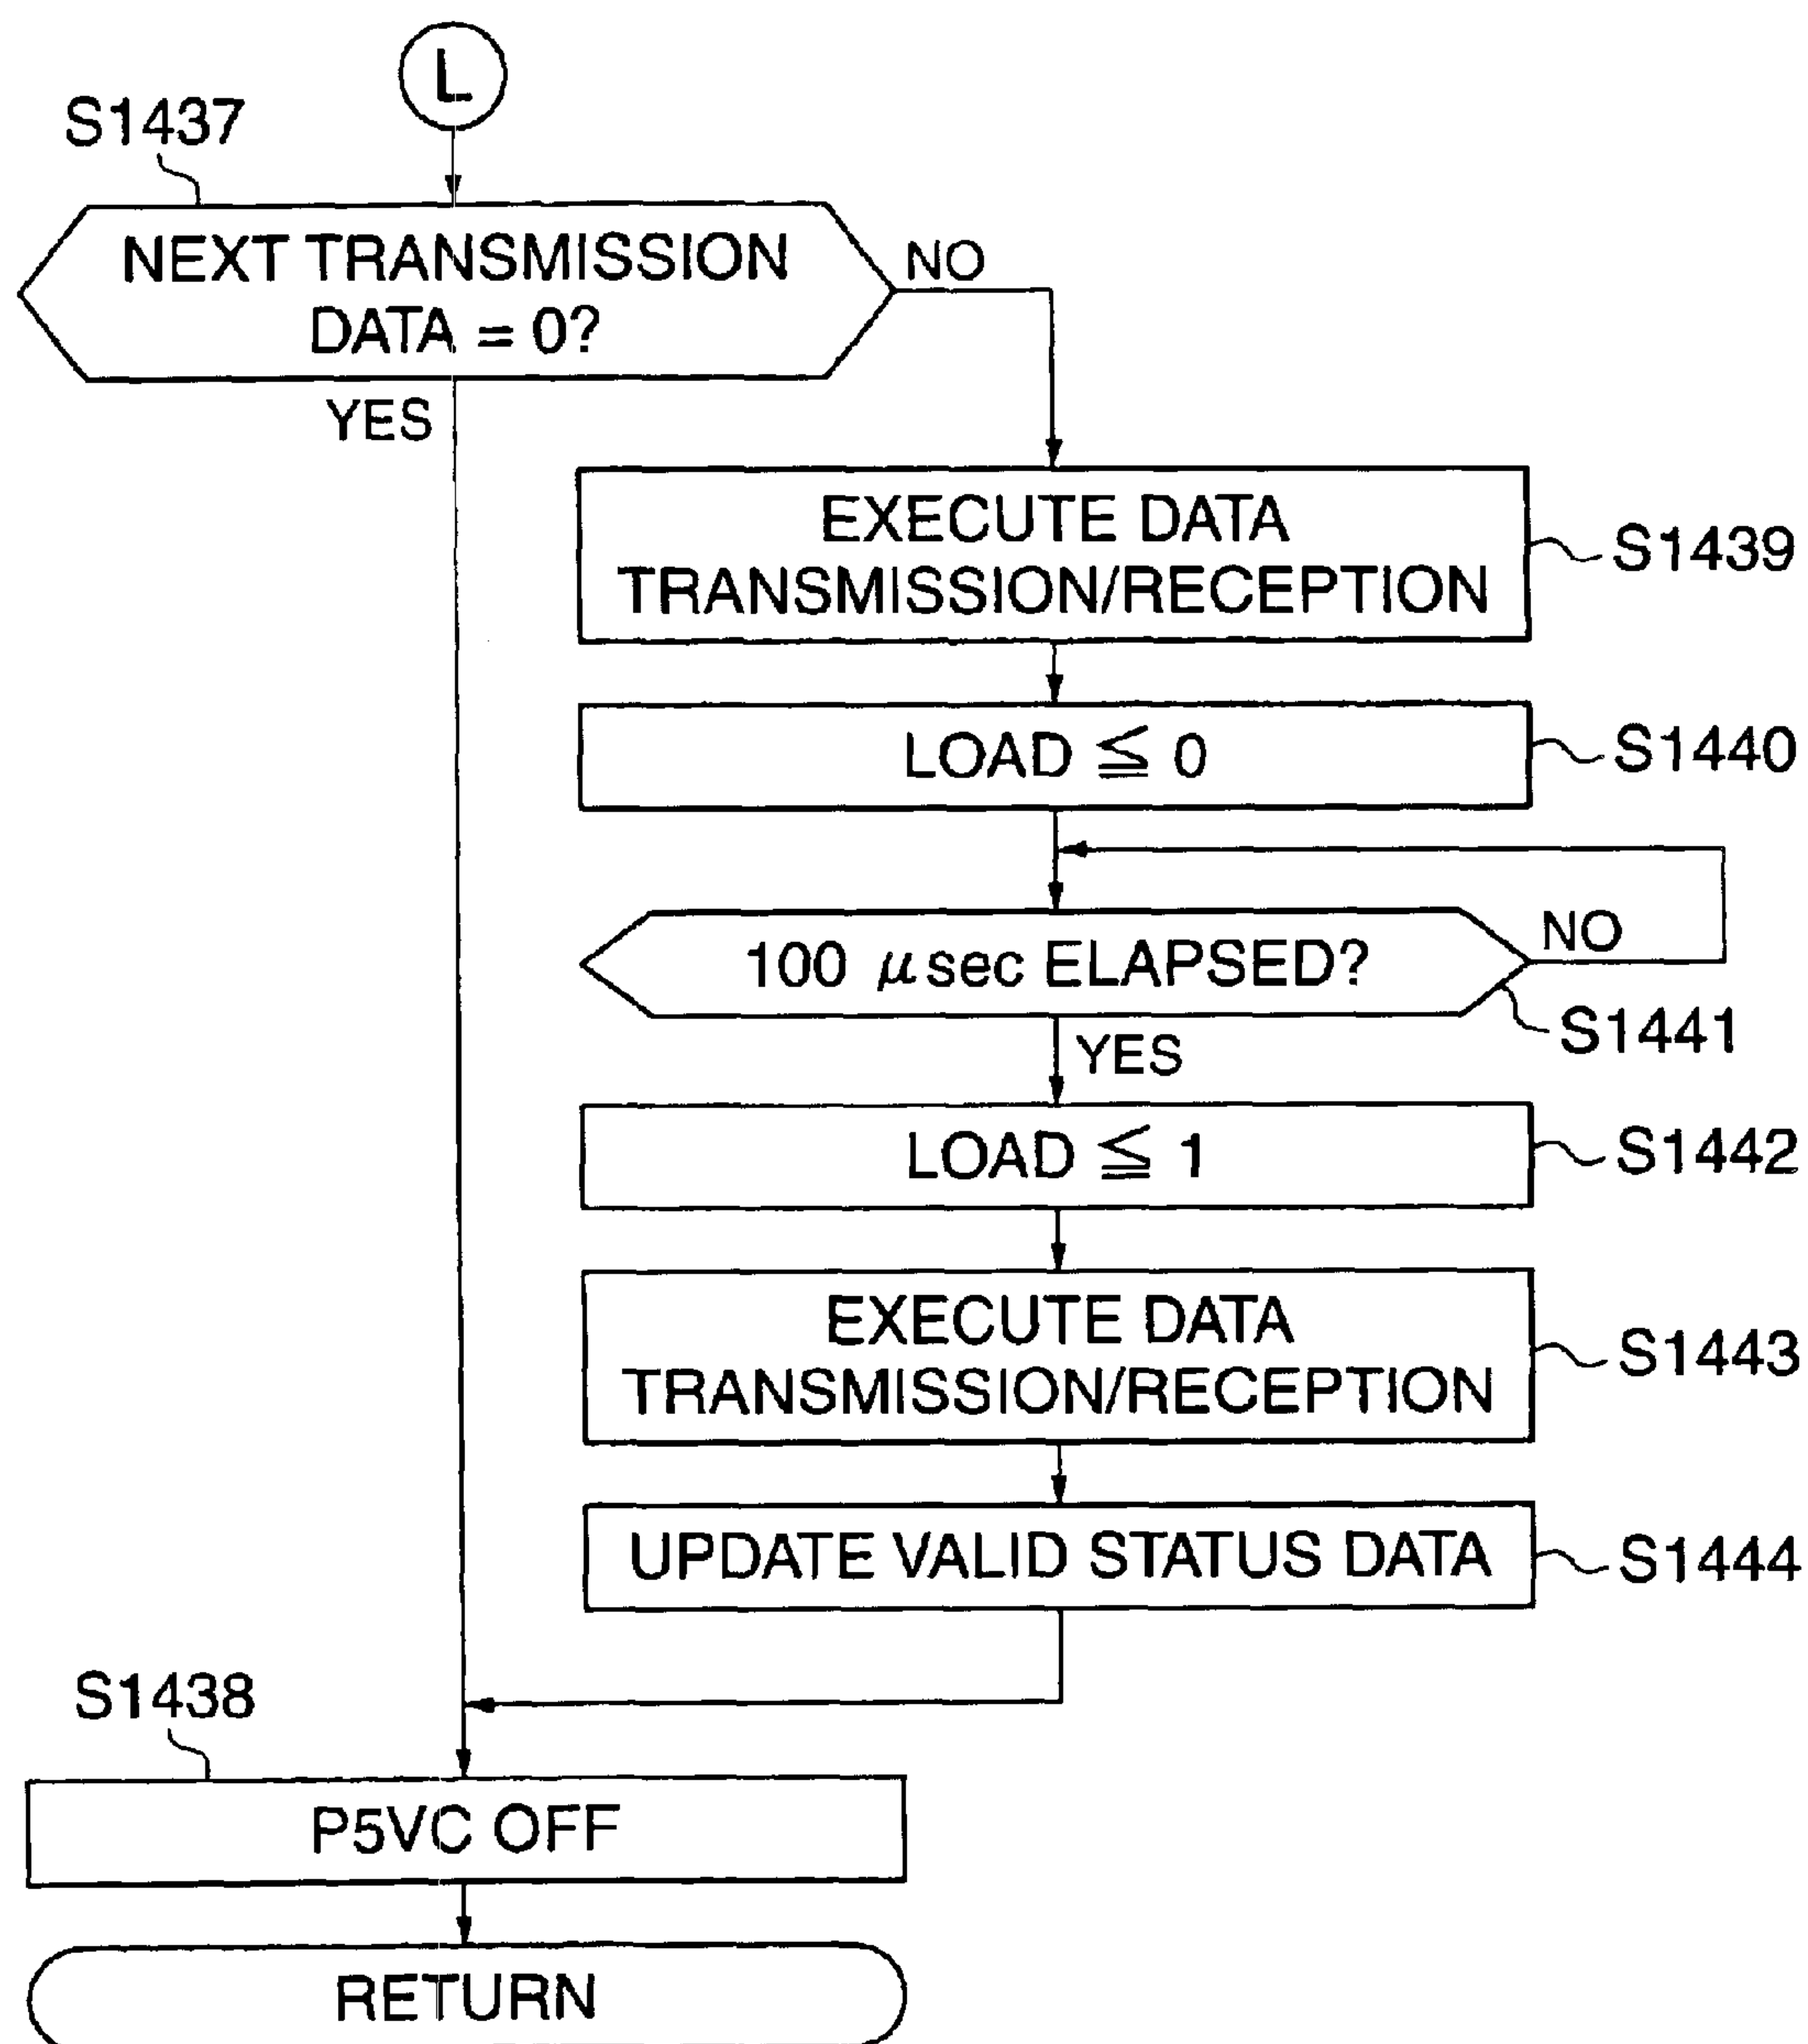 L
S1437
NEXT TRANSMISSION
DATA = 0?
NO
YES
EXECUTE DATA
TRANSMISSION/RECEPTION
S1439
LOAD ≦ 0
S1440
100 μsec ELAPSED?
NO
S1441
YES
LOAD ≦ 1
S1442
EXECUTE DATA
TRANSMISSION/RECEPTION
S1443
UPDATE VALID STATUS DATA
S1444
S1438
P5VC OFF
RETURN